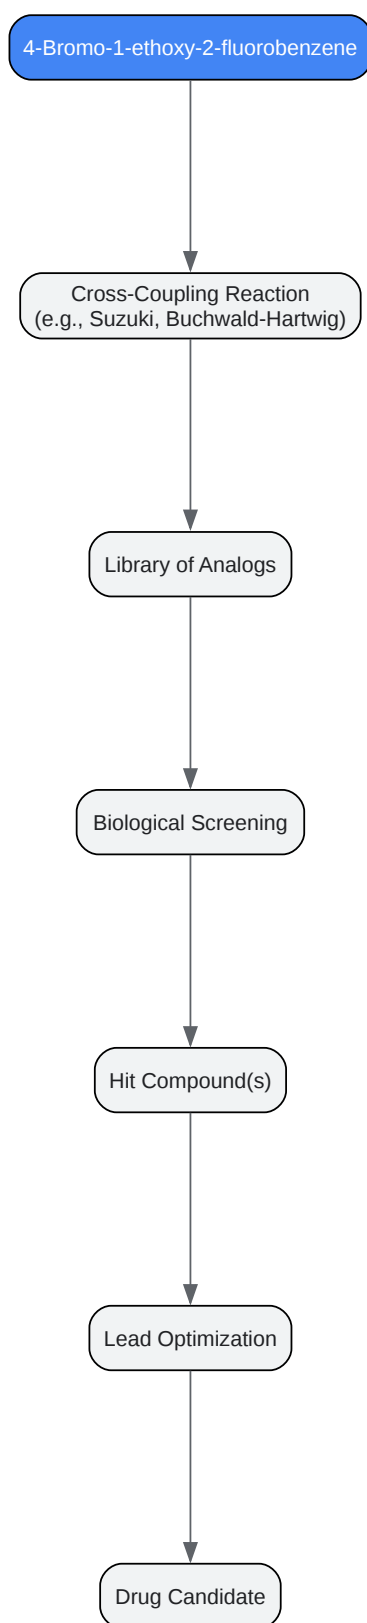 4-Bromo-1-ethoxy-2-fluorobenzene
Cross-Coupling Reaction
(e.g., Suzuki, Buchwald-Hartwig)
Library of Analogs
Biological Screening
Hit Compound(s)
Lead Optimization
Drug Candidate